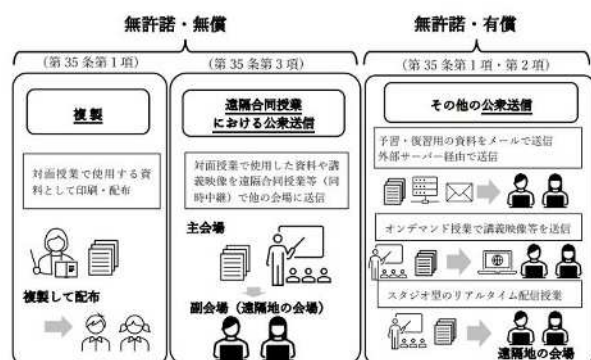 無許諾・無償
無許諾・有償
(第35条第1項)
(第35条第3項)
(第35条第1項・第2項)
複製
対面授業で使用する資
料として印刷・配布
複製して配布
遠隔合同授業
における公衆送信
対面授業で使用した資料や講
義映像を遠隔合同授業等(同
時中継)で他の会場に送信
主会場
副会場(遠隔地の会場)
その他の公衆送信
予習・復習用の資料をメールで送信
外部サーバー経由で送信
オンデマンド授業で講義映像等を送信
スタジオ型のリアルタイム配信授業
遠隔地の会場